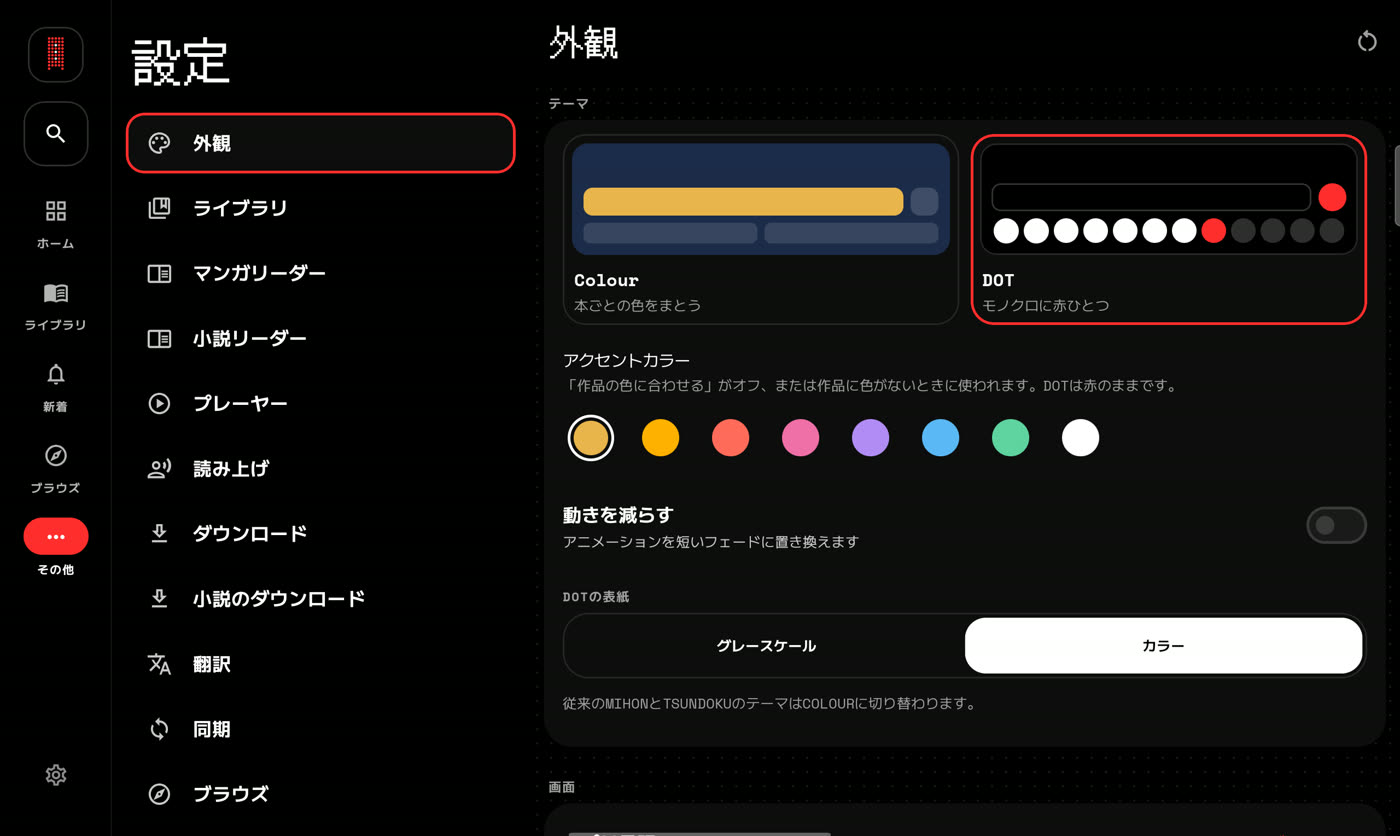 設定
外観
ホーム
ライブラリ
新着
ブラウズ
その他
外観
ライブラリ
マンガリーダー
小説リーダー
プレーヤー
読み上げ
ダウンロード
小説のダウンロード
翻訳
同期
ブラウズ
テーマ
Colour
本ごとの色をまとう
DOT
モノクロに赤ひとつ
アクセントカラー
「作品の色に合わせる」がオフ、または作品に色がないときに使われます。DOTは赤のままです。
動きを減らす
アニメーションを短いフェードに置き換えます
DOTの表紙
グレースケール
カラー
従来のMIHONとTSUNDOKUのテーマはCOLOURに切り替わります。
画面